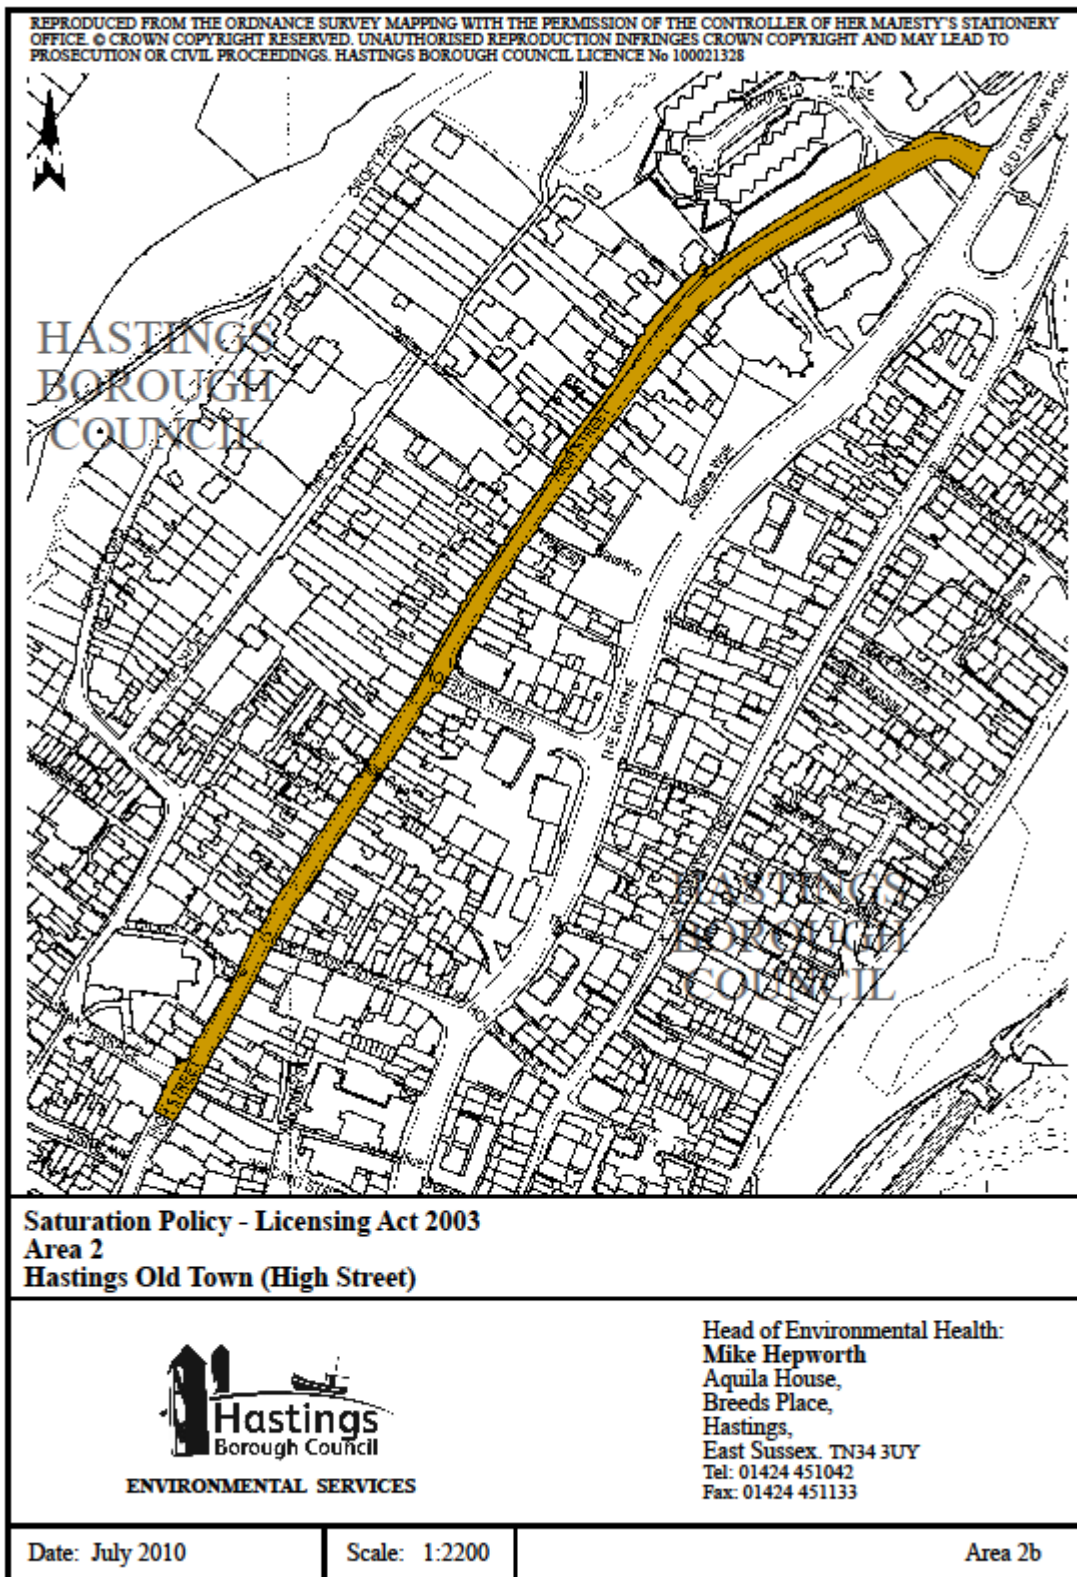 REPRODUCED FROM THE ORDNANCE SURVEY MAPPING WITH THE PERMISSION OF THE CONTROLLER OF HER MAJESTY'S STATIONERY
OFFICE. © CROWN COPYRIGHT RESERVED. UNAUTHORISED REPRODUCTION INFRINGES CROWN COPYRIGHT AND MAY LEAD TO
PROSECUTION OR CIVIL PROCEEDINGS. HASTINGS BOROUGH COUNCIL LICENCE No 100021328
CLOSE
OLD LONDON ROAD
CROFT ROAD
HASTINGS
BOROUGH
COUNCIL
STREET
THE BOURNE
HASTINGS
BOROUGH
COUNCIL
STREET
Saturation Policy - Licensing Act 2003
Area 2
Hastings Old Town (High Street)
Hastings
Borough Council
ENVIRONMENTAL SERVICES
Head of Environmental Health:
Mike Hepworth
Aquila House,
Breeds Place,
Hastings,
East Sussex. TN34 3UY
Tel: 01424 451042
Fax: 01424 451133
Date: July 2010
Scale: 1:2200
Area 2b